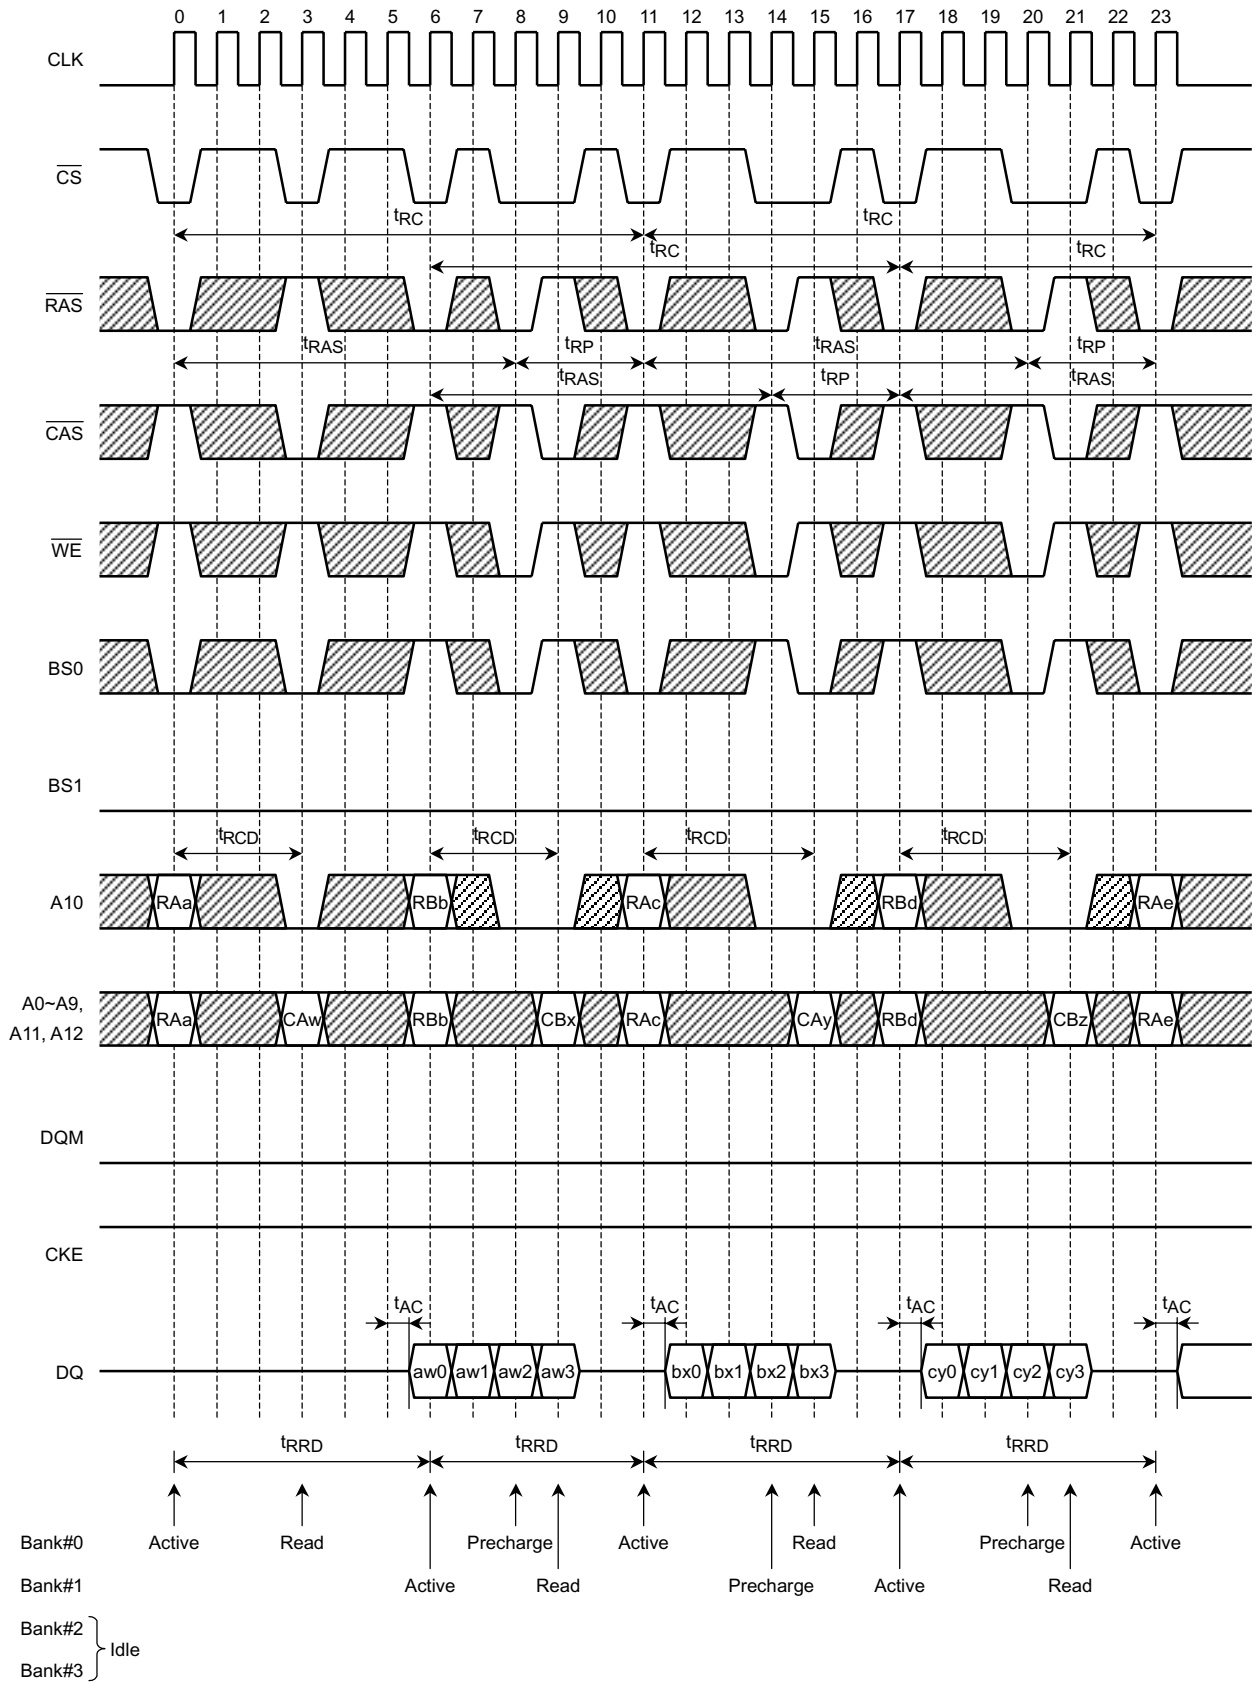 0 1 2 3 4 5 6 7 8 9 10 11 12 13 14 15 16 17 18 19 20 21 22 23
CLK
CS
tRC tRC
tRC tRC
RAS
tRAS tRP tRAS tRP
tRAS tRP tRAS
CAS
WE
BS0
BS1
tRCD tRCD tRCD tRCD
A10 RAa RBb RAc RBd RAe
A0~A9,
A11, A12
RAa CAw RBb CBx RAc CAy RBd CBz RAe
DQM
CKE
tAC tAC tAC tAC
DQ aw0 aw1 aw2 aw3 bx0 bx1 bx2 bx3 cy0 cy1 cy2 cy3
tRRD tRRD tRRD tRRD
Bank#0 Active Read Precharge Active Read Precharge Active
Bank#1 Active Read Precharge Active Read
Bank#2
Idle
Bank#3